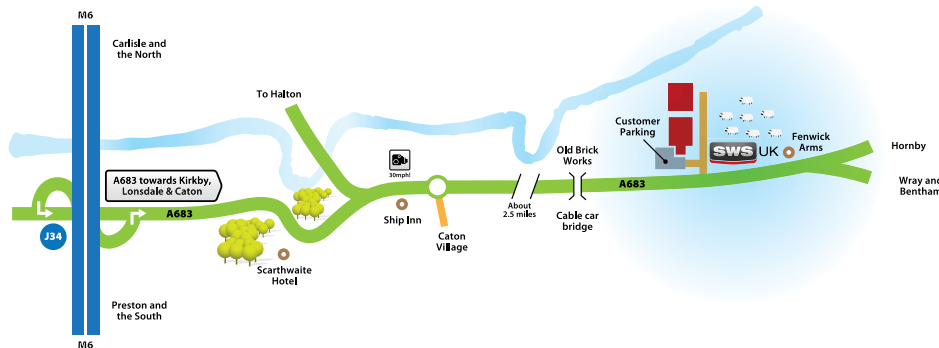 M6
Carlisle and
the North
To Halton
A683 towards Kirkby,
Lonsdale & Caton
A683
J34
Scarthwaite
Hotel
Preston and
the South
M6
30mph!
Ship Inn
Caton
Village
About
2.5 miles
Old Brick
Works
Cable car
bridge
A683
Customer
Parking
SWS UK
Fenwick
Arms
Hornby
Wray and
Bentham